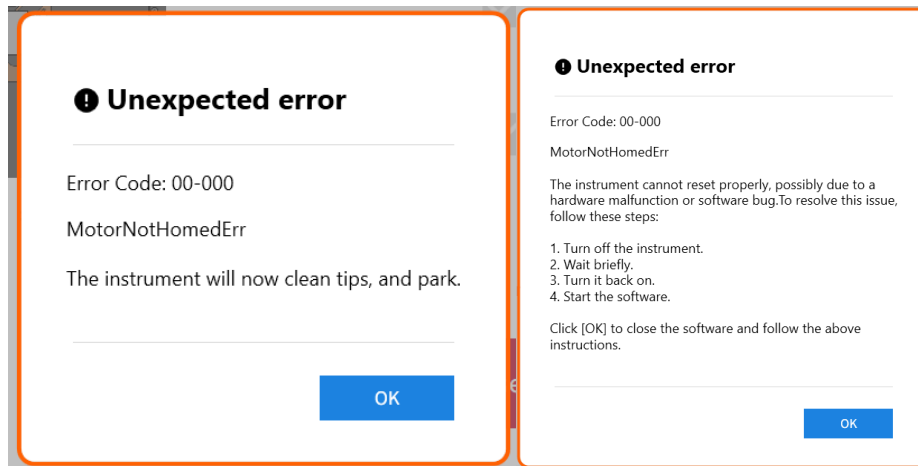 Unexpected error
Error Code: 00-000
MotorNotHomedErr
The instrument will now clean tips, and park.
OK
Unexpected error
Error Code: 00-000
MotorNotHomedErr
The instrument cannot reset properly, possibly due to a
hardware malfunction or software bug.To resolve this issue,
follow these steps:
1. Turn off the instrument.
2. Wait briefly.
3. Turn it back on.
4. Start the software.
Click [OK] to close the software and follow the above
instructions.
OK